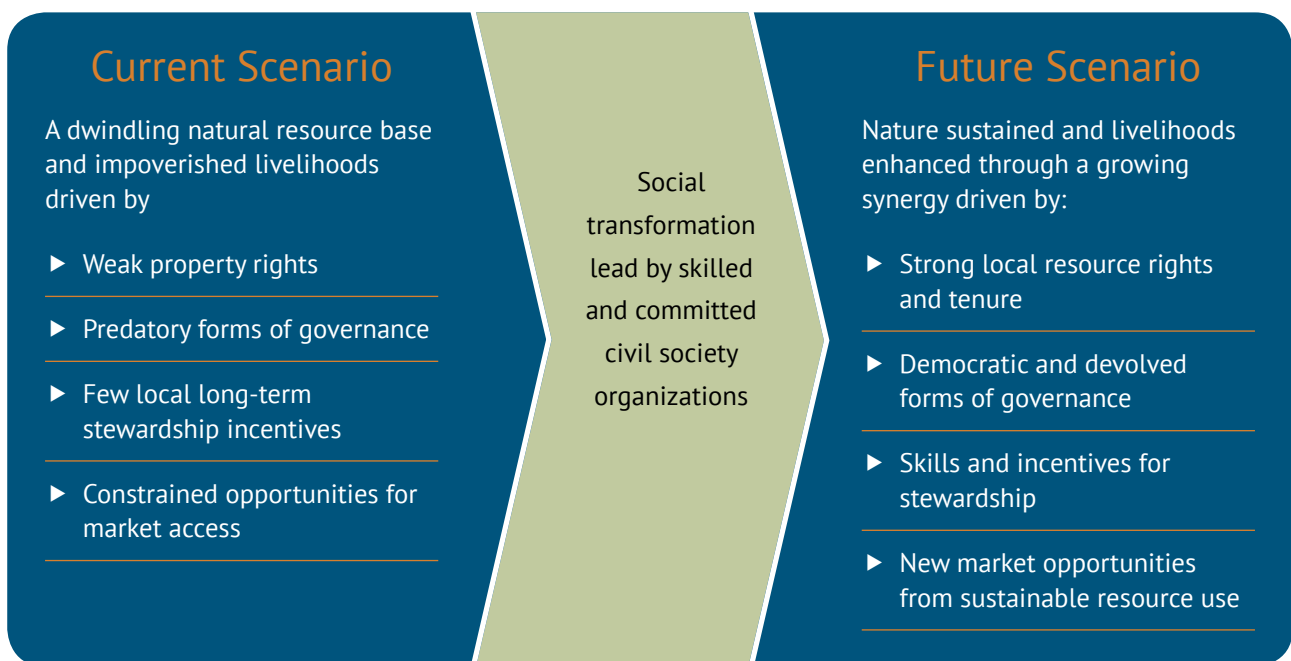 Current Scenario
A dwindling natural resource base
and impoverished livelihoods
driven by
▶ Weak property rights
▶ Predatory forms of governance
▶ Few local long-term
stewardship incentives
▶ Constrained opportunities for
market access
Social
transformation
lead by skilled
and committed
civil society
organizations
Future Scenario
Nature sustained and livelihoods
enhanced through a growing
synergy driven by:
▶ Strong local resource rights
and tenure
▶ Democratic and devolved
forms of governance
▶ Skills and incentives for
stewardship
▶ New market opportunities
from sustainable resource use